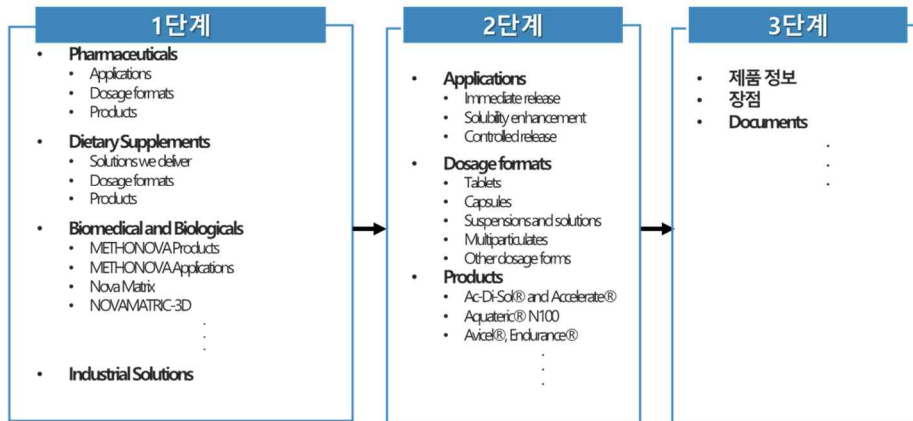 1단계
• Pharmaceuticals
• Applications
• Dosage formats
• Products
• Dietary Supplements
• Solutions we deliver
• Dosage formats
• Products
• Biomedical and Biologicals
• METHONOVA Products
• METHONOVA Applications
• Nova Matrix
• NOVAMATRIC-3D
.
.
.
• Industrial Solutions
2단계
• Applications
• Immediate release
• Solubility enhancement
• Controlled release
• Dosage formats
• Tablets
• Capsules
• Suspensions and solutions
• Multiparticulates
• Other dosage forms
• Products
• Ac-Di-Sol® and Accelerate®
• Aquateric® N100
• Avicel®, Endurance®
.
.
.
3단계
• 제품 정보
• 장점
• Documents
.
.
.